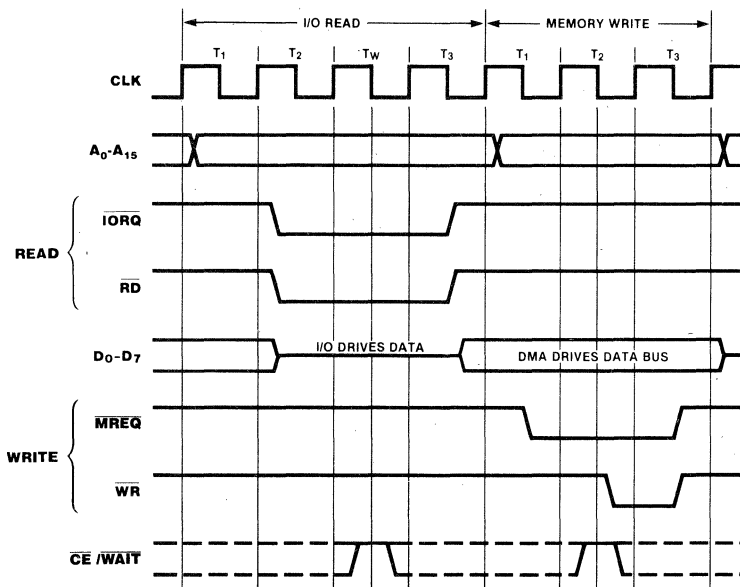 I/O READ MEMORY WRITE
T1 T2 TW T3 T1 T2 T3
CLK
A0-A15
IORQ
READ
RD
D0-D7 I/O DRIVES DATA DMA DRIVES DATA BUS
MREQ
WRITE
WR
CE /WAIT